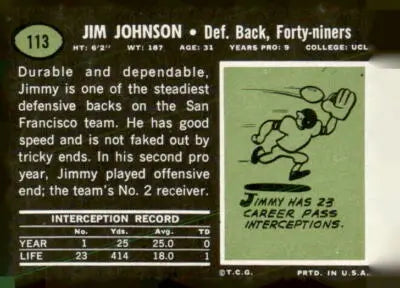 113
JIM JOHNSON • Def. Back, Forty-niners
HT: 6'2" WT: 187 AGE: 31 YEARS PRO: 9 COLLEGE: UCL
Durable and dependable,
Jimmy is one of the steadiest
defensive backs on the San
Francisco team. He has good
speed and is not faked out by
tricky ends. In his second pro
year, Jimmy played offensive
end; the team's No. 2 receiver.
JIMMY HAS 23
CAREER PASS
INTERCEPTIONS.
INTERCEPTION RECORD
No. Yds. Avg. TD
YEAR 1 25 25.0 0
LIFE 23 414 18.0 1
©T.C.G. PRTD. IN U.S.A.